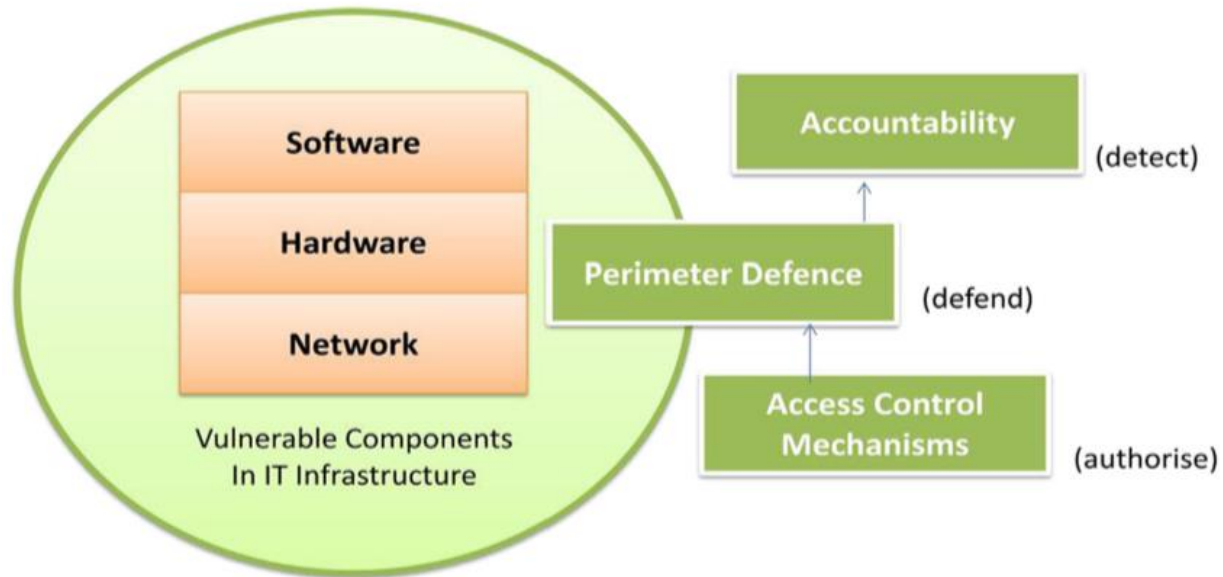 Software
Hardware
Network
Vulnerable Components
In IT Infrastructure
Accountability
(detect)
Perimeter Defence
(defend)
Access Control
Mechanisms
(authorise)